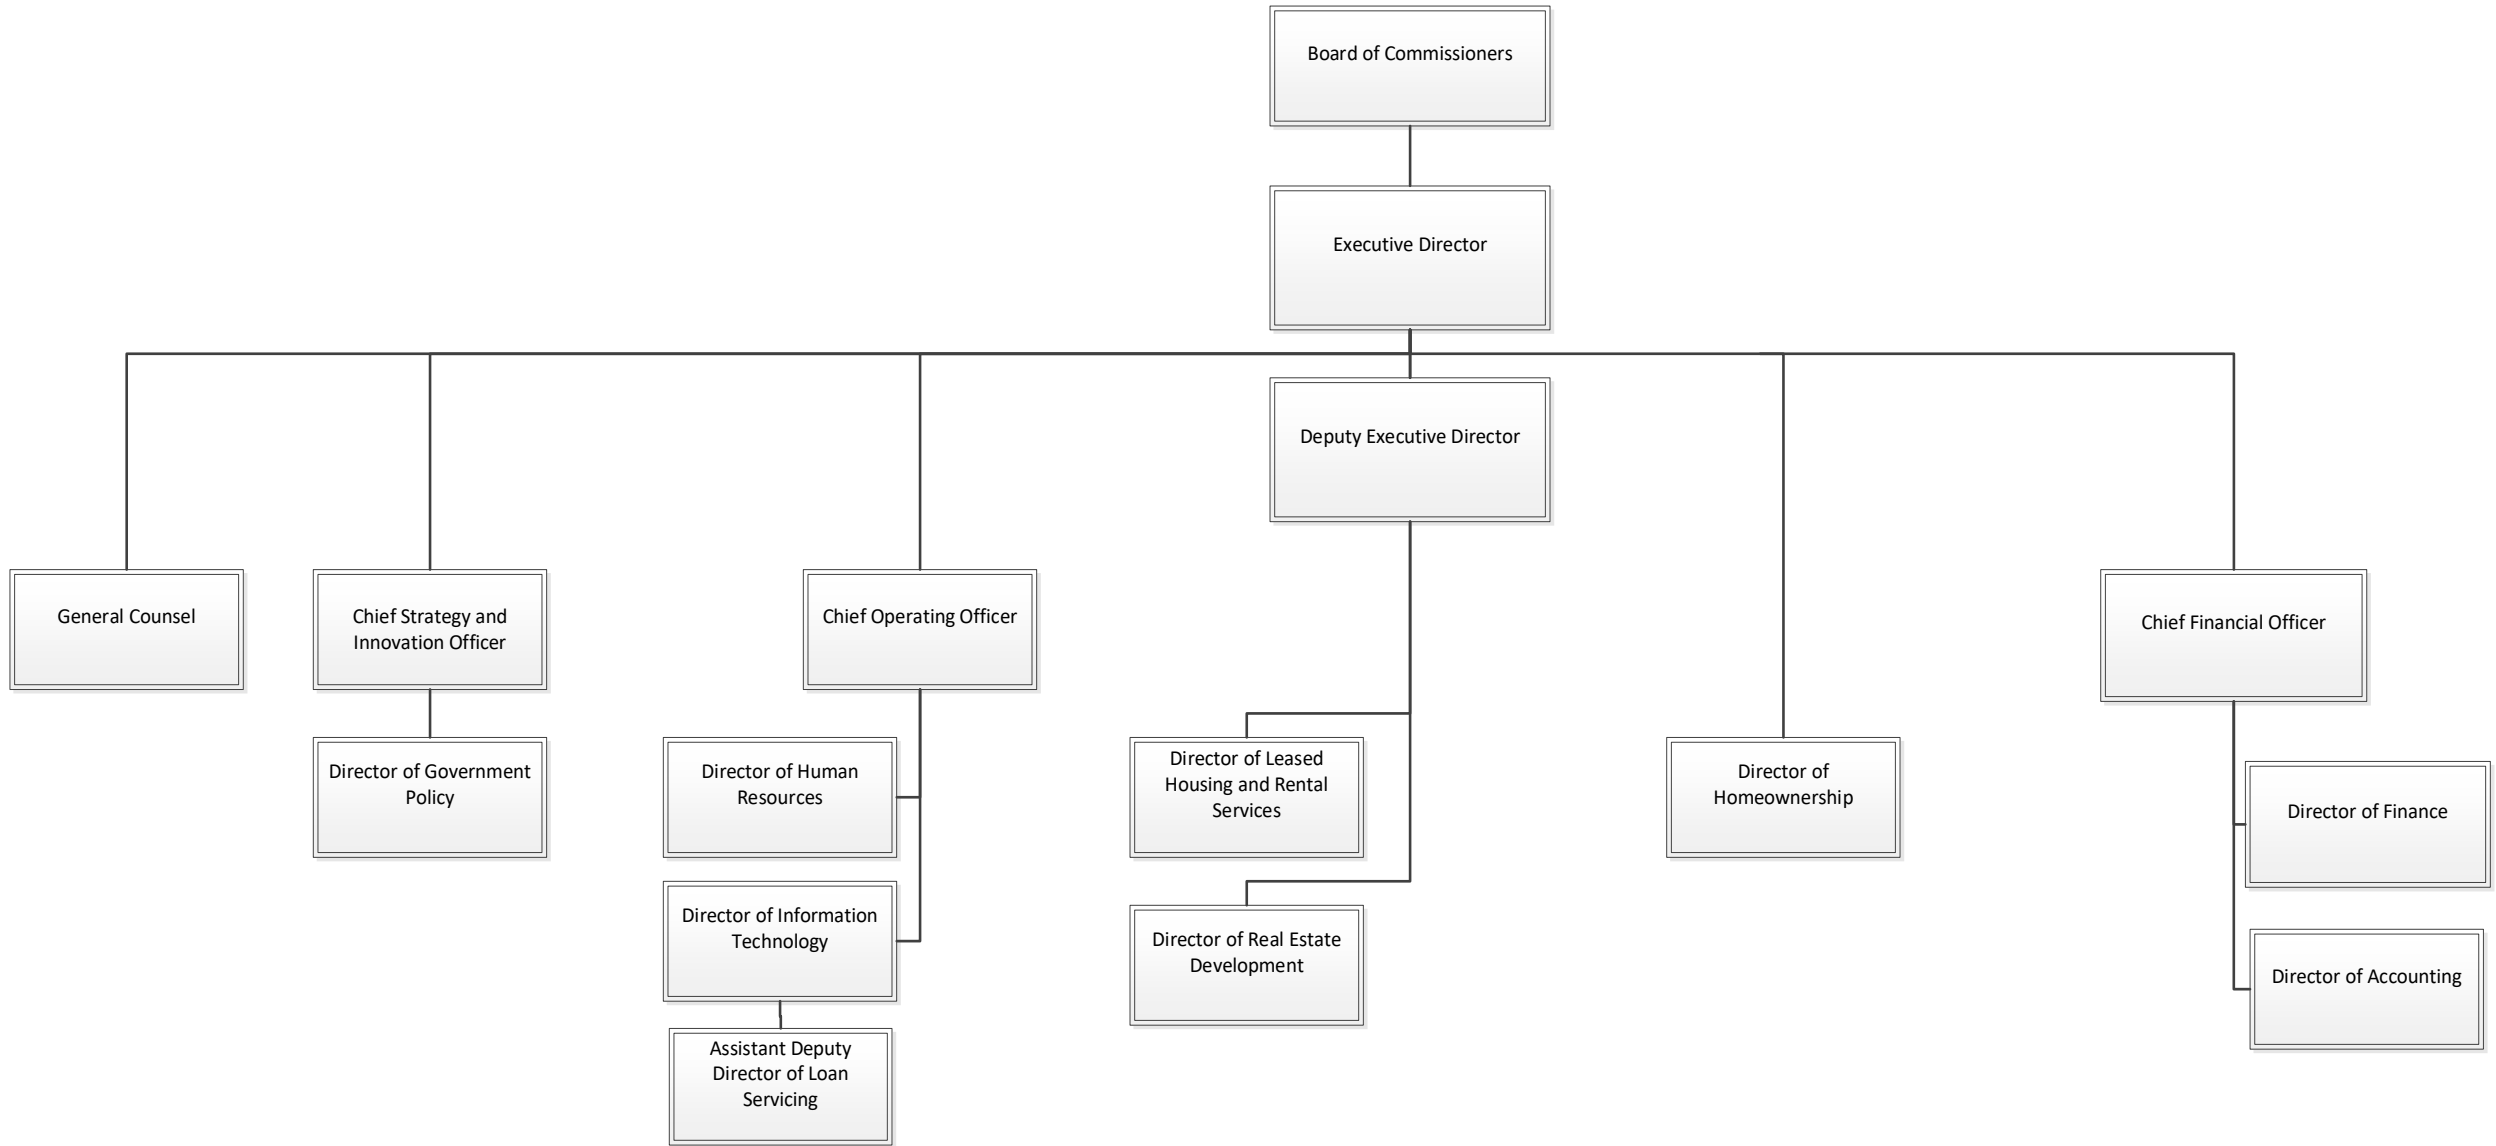 Board of Commissioners
Executive Director
Deputy Executive Director
General Counsel
Chief Strategy and
Innovation Officer
Chief Operating Officer
Chief Financial Officer
Director of Government
Policy
Director of Human
Resources
Director of Leased
Housing and Rental
Services
Director of
Homeownership
Director of Finance
Director of Information
Technology
Director of Real Estate
Development
Director of Accounting
Assistant Deputy
Director of Loan
Servicing